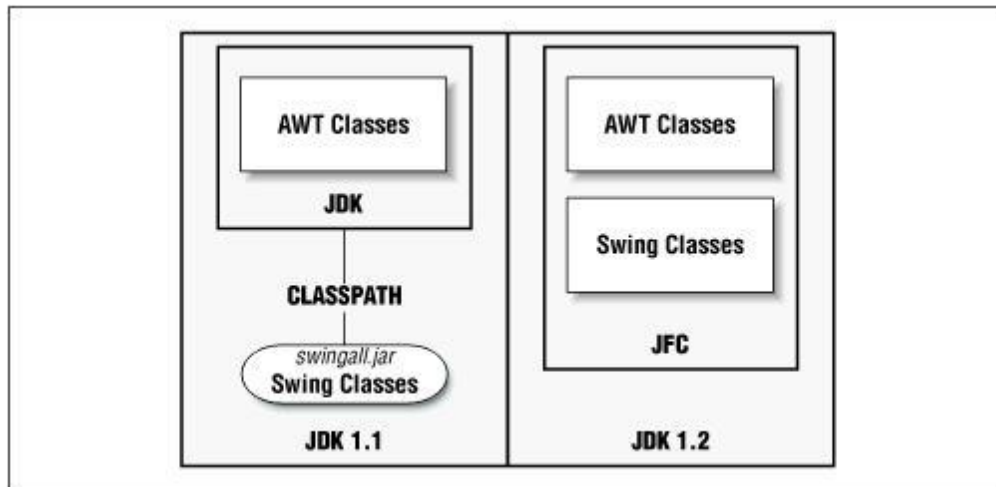 AWT Classes
JDK
CLASSPATH
swingall.jar
Swing Classes
JDK 1.1
AWT Classes
Swing Classes
JFC
JDK 1.2